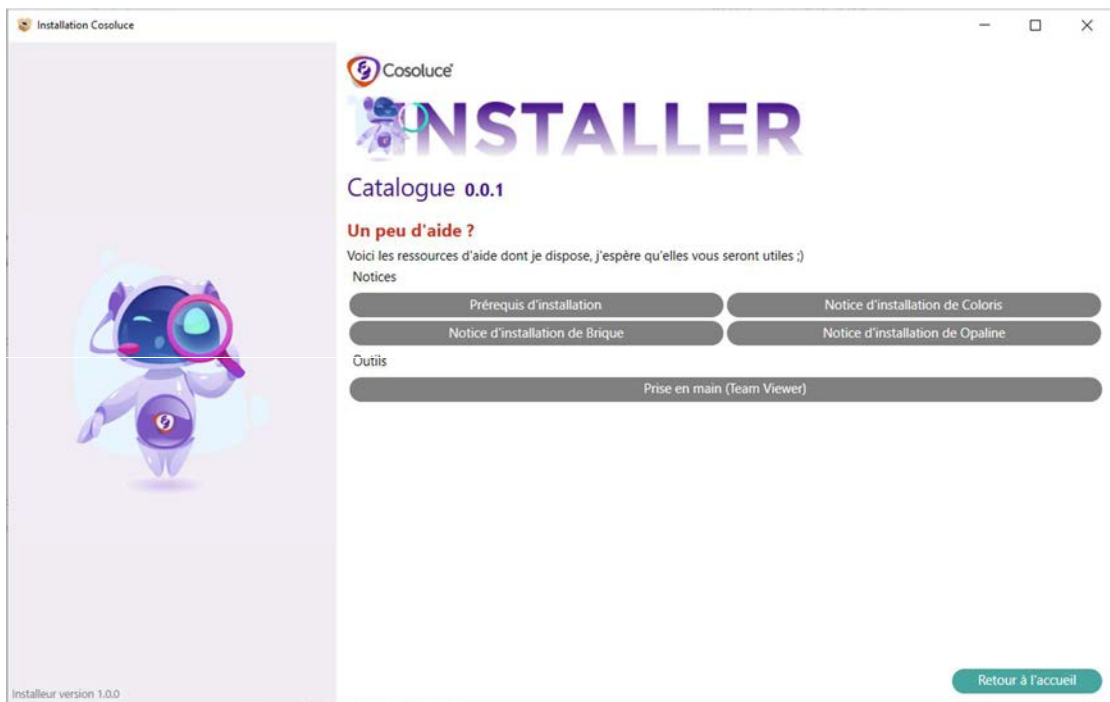 Installation Cosoluce
Cosoluce
INSTALLER
Catalogue 0.0.1
Un peu d'aide ?
Voici les ressources d'aide dont je dispose, j'espère qu'elles vous seront utiles ;)
Notices
Prérequis d'installation
Notice d'installation de Coloris
Notice d'installation de Brique
Notice d'installation de Opaline
Outils
Prise en main (Team Viewer)
Retour à l'accueil
Installeur version 1.0.0